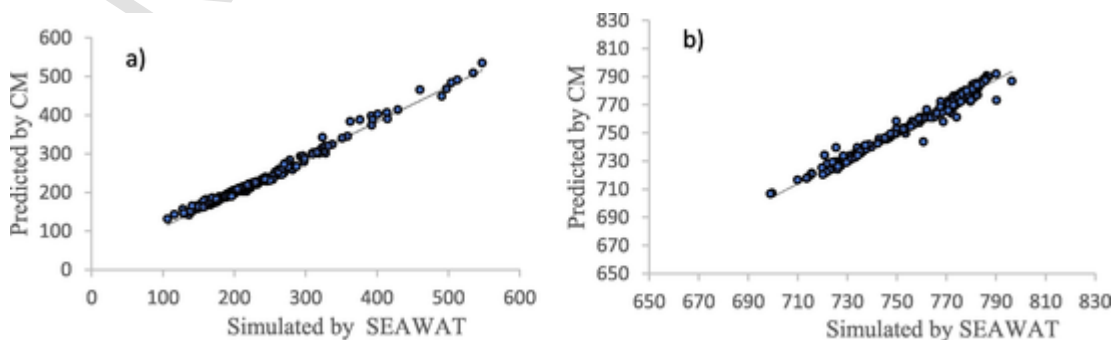 a)
Predicted by CM
600
500
400
300
200
100
0
0 100 200 300 400 500 600
Simulated by SEAWAT
b)
Predicted by CM
830
810
790
770
750
730
710
690
670
650
650 670 690 710 730 750 770 790 810 830
Simulated by SEAWAT